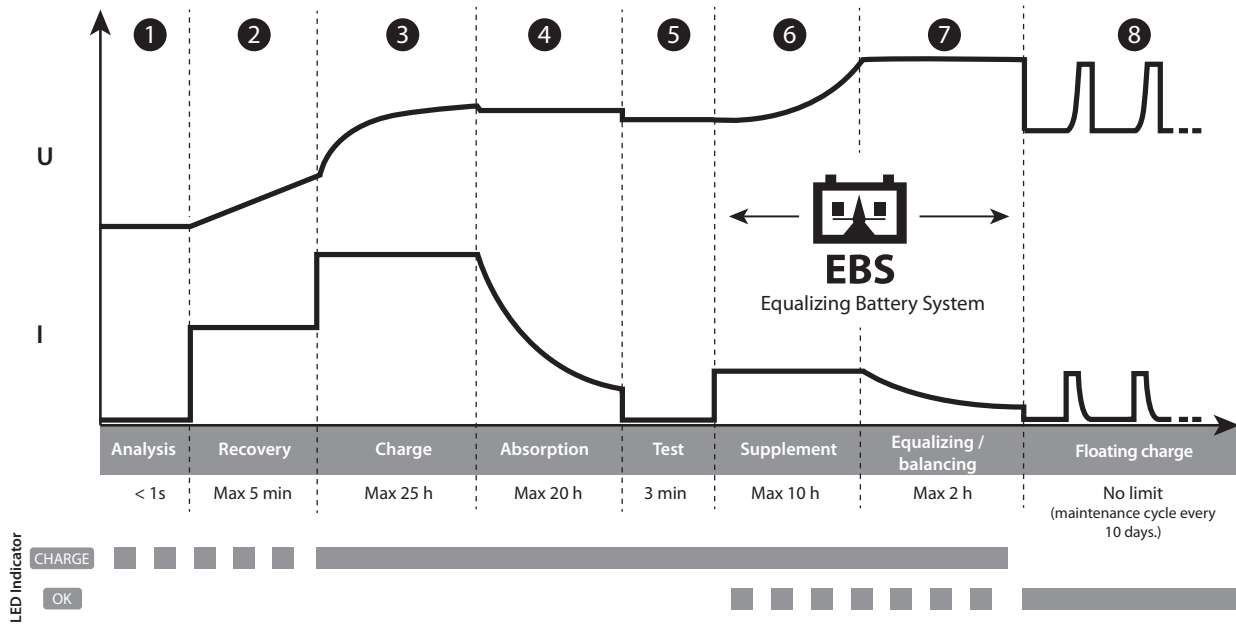 1 2 3 4 5 6 7 8
U
EBS
Equalizing Battery System
I
Analysis Recovery Charge Absorption Test Supplement Equalizing / balancing Floating charge
< 1s Max 5 min Max 25 h Max 20 h 3 min Max 10 h Max 2 h No limit
(maintenance cycle every
10 days.)
LED Indicator
CHARGE
OK